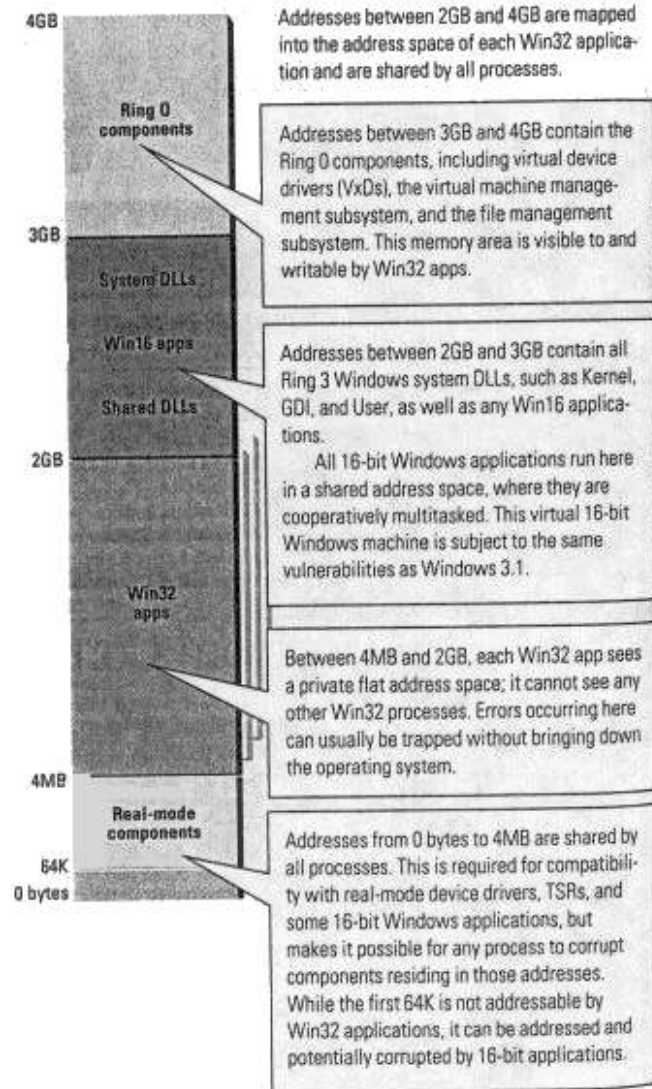 4GB
Addresses between 2GB and 4GB are mapped
into the address space of each Win32 applica-
tion and are shared by all processes.
Ring 0
components
Addresses between 3GB and 4GB contain the
Ring 0 components, including virtual device
drivers (VxDs), the virtual machine manage-
ment subsystem, and the file management
subsystem. This memory area is visible to and
writable by Win32 apps.
3GB
System DLLs
Win16 apps
Shared DLLs
Addresses between 2GB and 3GB contain all
Ring 3 Windows system DLLs, such as Kernel,
GDI, and User, as well as any Win16 applica-
tions.
All 16-bit Windows applications run here
in a shared address space, where they are
cooperatively multitasked. This virtual 16-bit
Windows machine is subject to the same
vulnerabilities as Windows 3.1.
2GB
Win32
apps
Between 4MB and 2GB, each Win32 app sees
a private flat address space; it cannot see any
other Win32 processes. Errors occurring here
can usually be trapped without bringing down
the operating system.
4MB
Real-mode
components
64K
0 bytes
Addresses from 0 bytes to 4MB are shared by
all processes. This is required for compatibili-
ty with real-mode device drivers, TSRs, and
some 16-bit Windows applications, but
makes it possible for any process to corrupt
components residing in those addresses.
While the first 64K is not addressable by
Win32 applications, it can be addressed and
potentially corrupted by 16-bit applications.